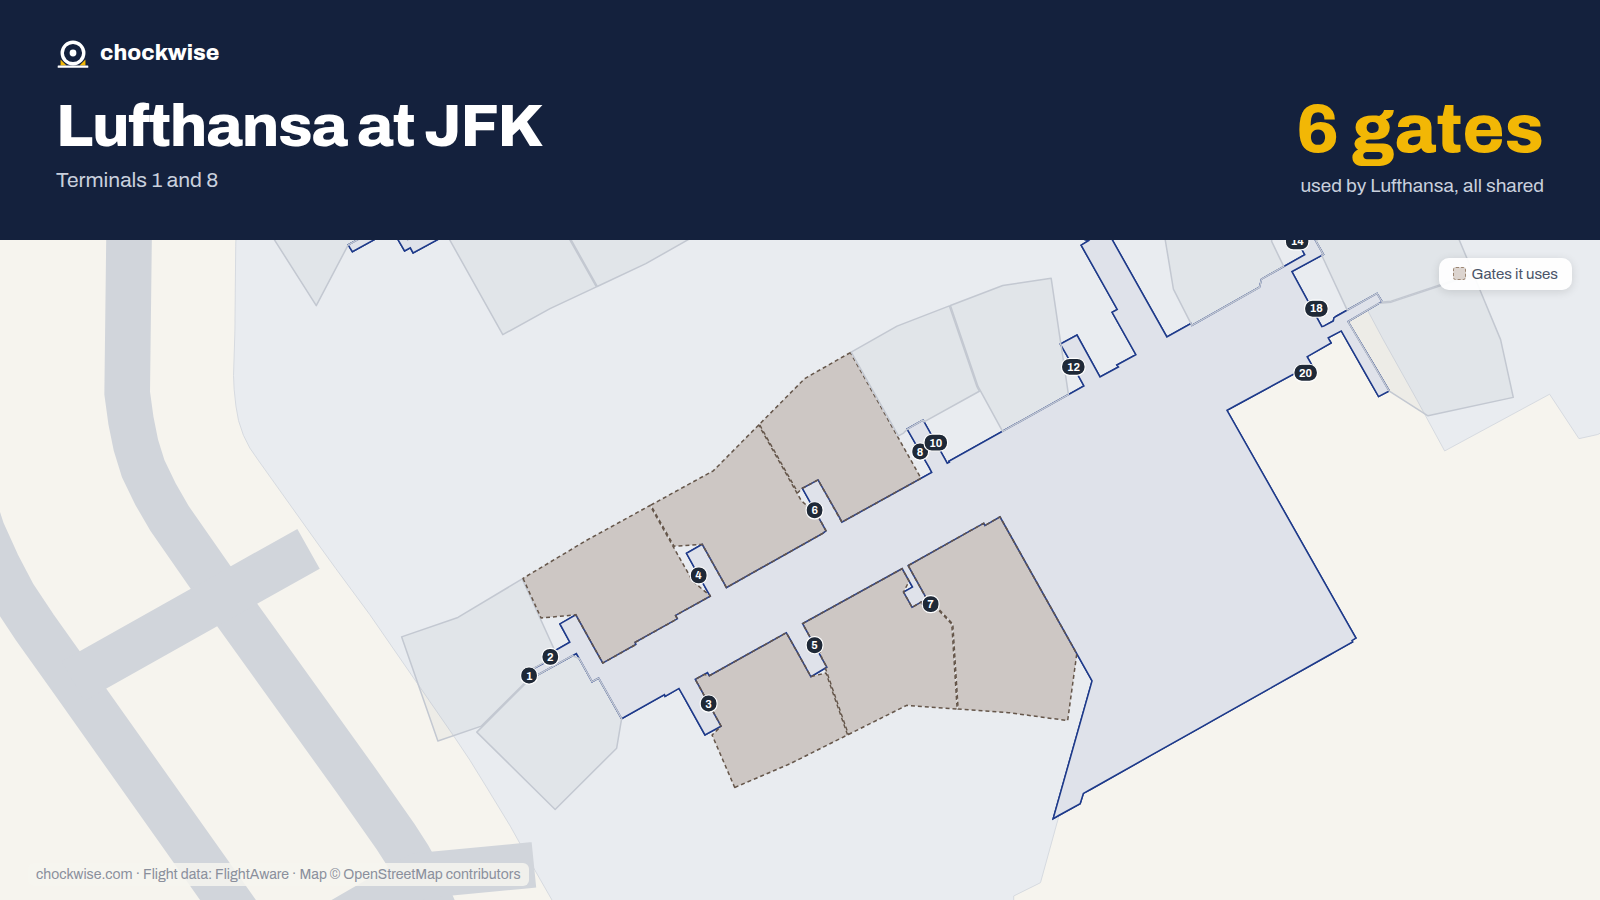 chockwise
Lufthansa at JFK
Terminals 1 and 8
6 gates
used by Lufthansa, all shared
Gates it uses
14
18
20
12
10
8
6
4
7
5
2
1
3
chockwise.com · Flight data: FlightAware · Map © OpenStreetMap contributors